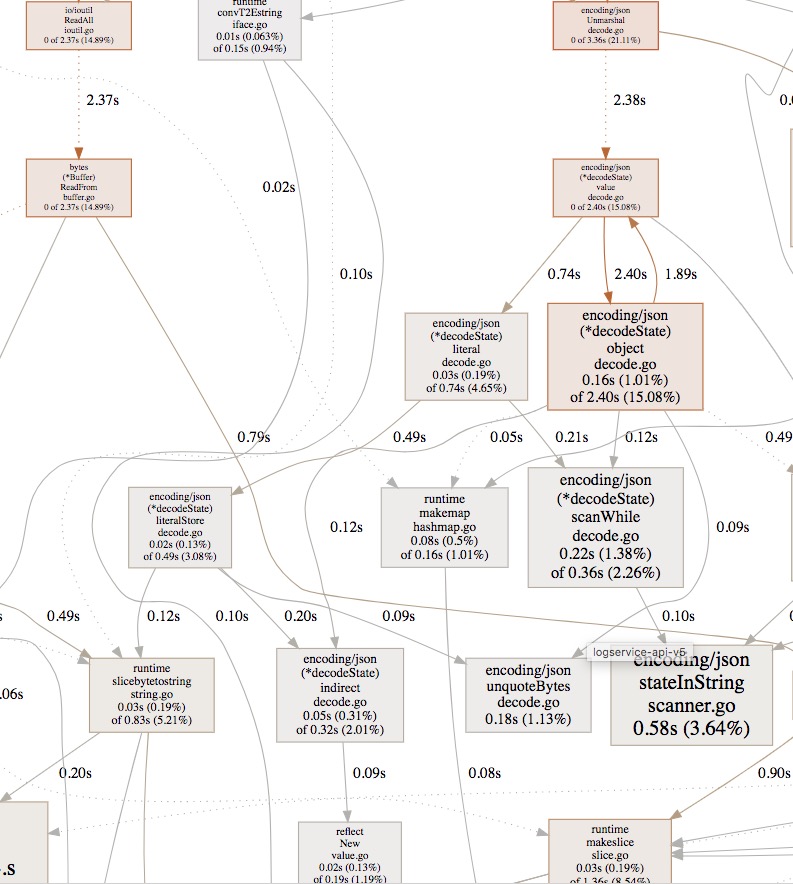 io/ioutil
ReadAll
ioutil.go
0 of 2.37s (14.89%)
runtime
convT2Estring
iface.go
0.01s (0.063%)
of 0.15s (0.94%)
encoding/json
Unmarshal
decode.go
0 of 3.36s (21.11%)
2.37s
2.38s
bytes
(*Buffer)
ReadFrom
buffer.go
0 of 2.37s (14.89%)
0.02s
encoding/json
(*decodeState)
value
decode.go
0 of 2.40s (15.08%)
0.10s
0.74s
2.40s
1.89s
encoding/json
(*decodeState)
literal
decode.go
0.03s (0.19%)
of 0.74s (4.65%)
encoding/json
(*decodeState)
object
decode.go
0.16s (1.01%)
of 2.40s (15.08%)
0.79s
0.49s
0.05s
0.21s
0.12s
0.49
encoding/json
(*decodeState)
literalStore
decode.go
0.02s (0.13%)
of 0.49s (3.08%)
0.12s
runtime
makemap
hashmap.go
0.08s (0.5%)
of 0.16s (1.01%)
encoding/json
(*decodeState)
scanWhile
decode.go
0.22s (1.38%)
of 0.36s (2.26%)
0.09s
0.49s
0.12s
0.10s
0.20s
0.09s
0.10s
runtime
slicebytetostring
string.go
0.03s (0.19%)
of 0.83s (5.21%)
encoding/json
(*decodeState)
indirect
decode.go
0.05s (0.31%)
of 0.32s (2.01%)
encoding/json
unquoteBytes
decode.go
0.18s (1.13%)
logservice-api-v5
encoding/json
stateInString
scanner.go
0.58s (3.64%)
.06s
0.20s
0.09s
0.08s
0.90s
reflect
New
value.go
0.02s (0.13%)
of 0.19s (1.19%)
runtime
makeslice
slice.go
0.03s (0.19%)
of 1.36s (8.54%)
.s